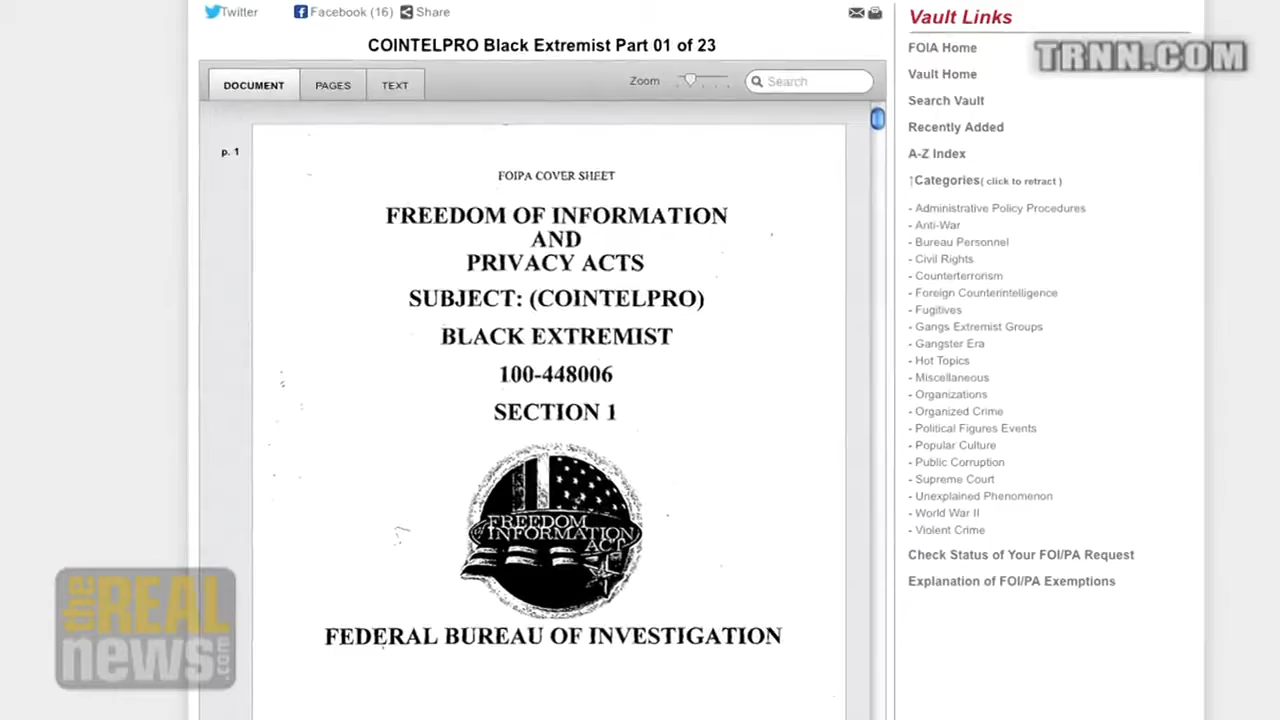 Twitter
Facebook (16)
Share
COINTELPRO Black Extremist Part 01 of 23
DOCUMENT
PAGES
TEXT
Zoom
Search
p. 1
FOIPA COVER SHEET
FREEDOM OF INFORMATION
AND
PRIVACY ACTS
SUBJECT: (COINTELPRO)
BLACK EXTREMIST
100-448006
SECTION 1
FREEDOM
of INFORMATION
ACT
FEDERAL BUREAU OF INVESTIGATION
Vault Links
FOIA Home
Vault Home
Search Vault
Recently Added
A-Z Index
↑Categories( click to retract )
- Administrative Policy Procedures
- Anti-War
- Bureau Personnel
- Civil Rights
- Counterterrorism
- Foreign Counterintelligence
- Fugitives
- Gangs Extremist Groups
- Gangster Era
- Hot Topics
- Miscellaneous
- Organizations
- Organized Crime
- Political Figures Events
- Popular Culture
- Public Corruption
- Supreme Court
- Unexplained Phenomenon
- World War II
- Violent Crime
Check Status of Your FOI/PA Request
Explanation of FOI/PA Exemptions
TRNN.COM
the REAL
news.com